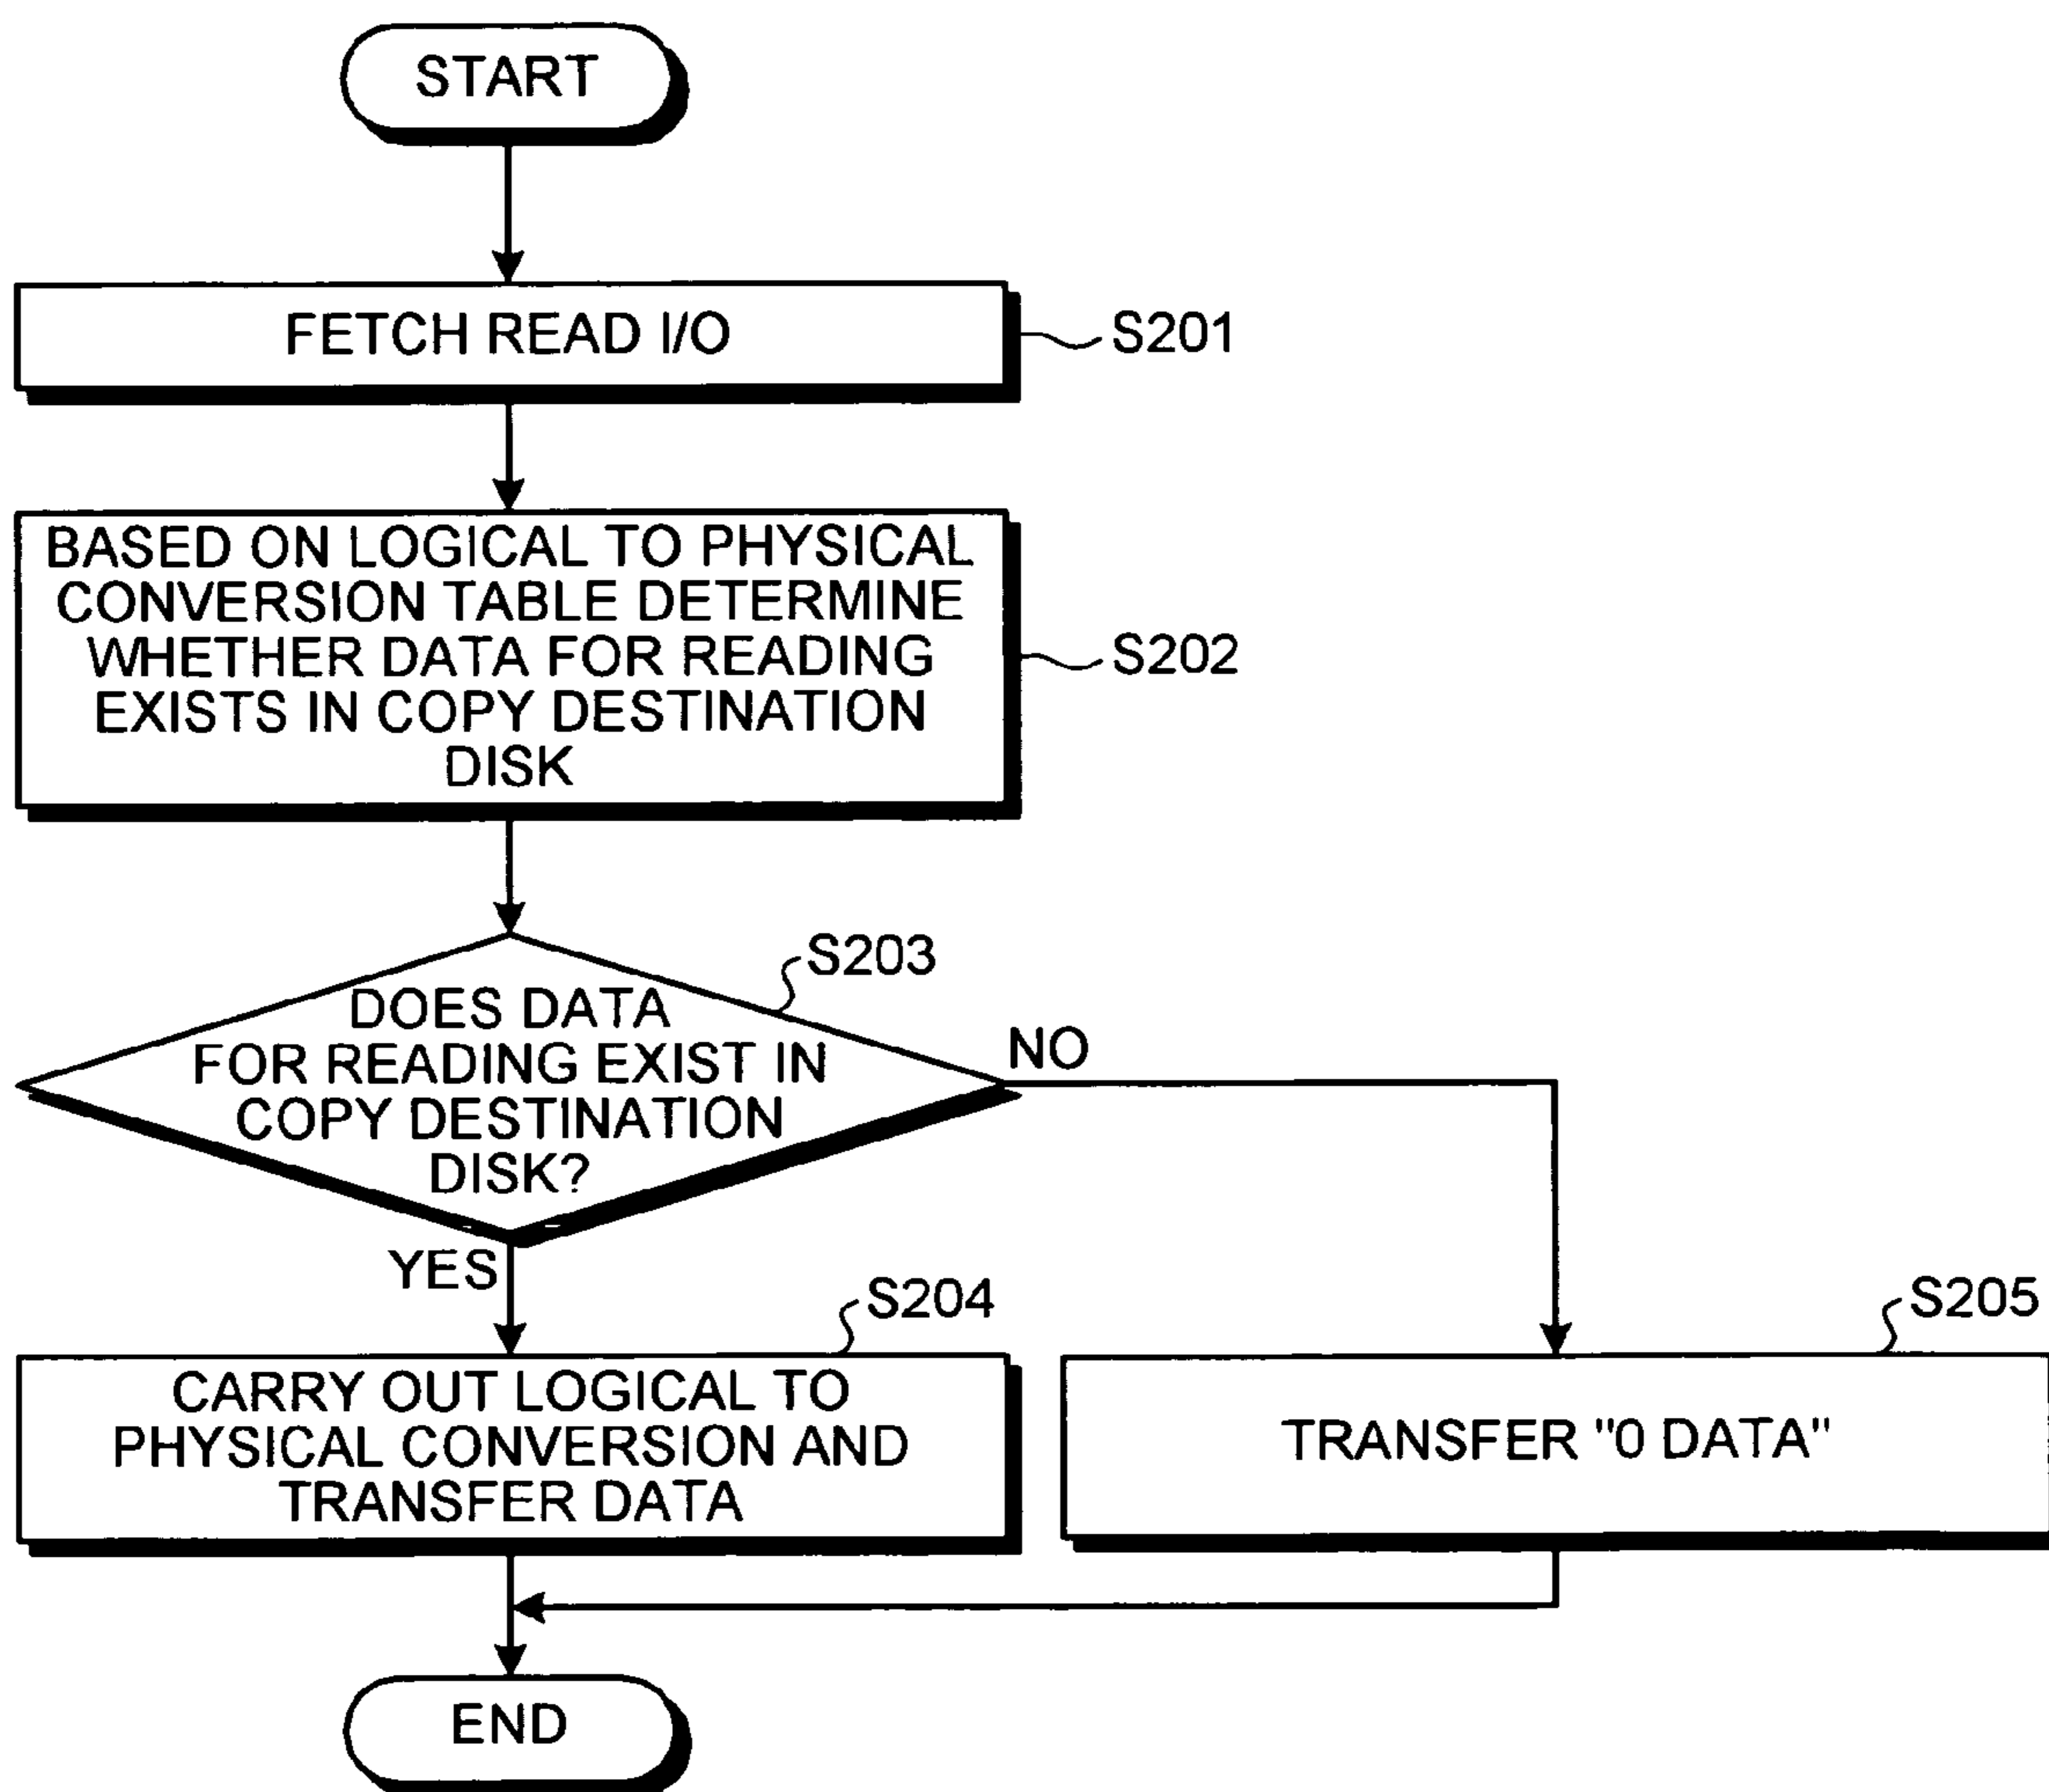 START
FETCH READ I/O
S201
BASED ON LOGICAL TO PHYSICAL
CONVERSION TABLE DETERMINE
WHETHER DATA FOR READING
EXISTS IN COPY DESTINATION
DISK
S202
S203
DOES DATA
FOR READING EXIST IN
COPY DESTINATION
DISK?
NO
YES
S204
CARRY OUT LOGICAL TO
PHYSICAL CONVERSION AND
TRANSFER DATA
S205
TRANSFER "0 DATA"
END